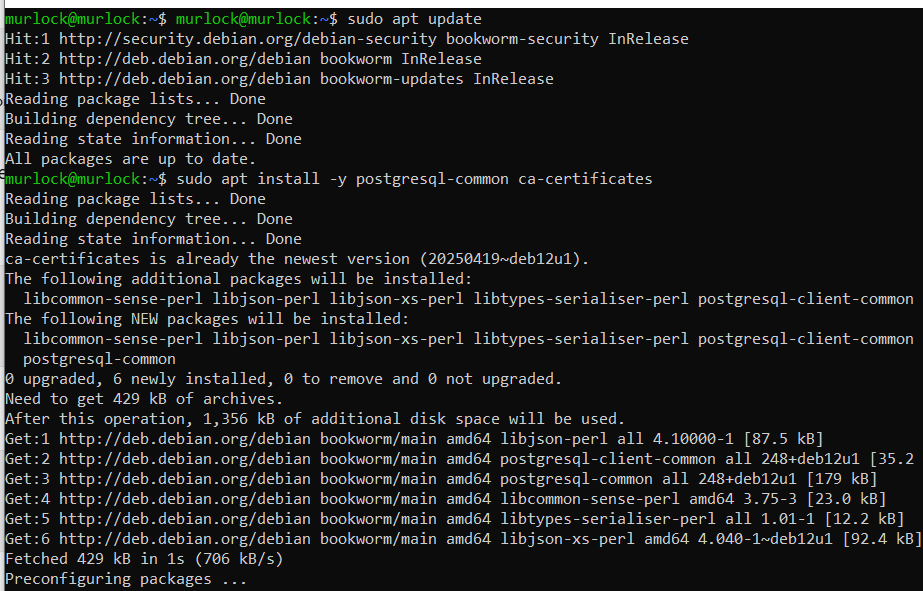 murlock@murlock:~$ murlock@murlock:~$ sudo apt update
Hit:1 http://security.debian.org/debian-security bookworm-security InRelease
Hit:2 http://deb.debian.org/debian bookworm InRelease
Hit:3 http://deb.debian.org/debian bookworm-updates InRelease
Reading package lists... Done
Building dependency tree... Done
Reading state information... Done
All packages are up to date.
murlock@murlock:~$ sudo apt install -y postgresql-common ca-certificates
Reading package lists... Done
Building dependency tree... Done
Reading state information... Done
ca-certificates is already the newest version (20250419~deb12u1).
The following additional packages will be installed:
  libcommon-sense-perl libjson-perl libjson-xs-perl libtypes-serialiser-perl postgresql-client-common
The following NEW packages will be installed:
  libcommon-sense-perl libjson-perl libjson-xs-perl libtypes-serialiser-perl postgresql-client-common
  postgresql-common
0 upgraded, 6 newly installed, 0 to remove and 0 not upgraded.
Need to get 429 kB of archives.
After this operation, 1,356 kB of additional disk space will be used.
Get:1 http://deb.debian.org/debian bookworm/main amd64 libjson-perl all 4.10000-1 [87.5 kB]
Get:2 http://deb.debian.org/debian bookworm/main amd64 postgresql-client-common all 248+deb12u1 [35.2
Get:3 http://deb.debian.org/debian bookworm/main amd64 postgresql-common all 248+deb12u1 [179 kB]
Get:4 http://deb.debian.org/debian bookworm/main amd64 libcommon-sense-perl amd64 3.75-3 [23.0 kB]
Get:5 http://deb.debian.org/debian bookworm/main amd64 libtypes-serialiser-perl all 1.01-1 [12.2 kB]
Get:6 http://deb.debian.org/debian bookworm/main amd64 libjson-xs-perl amd64 4.040-1~deb12u1 [92.4 kB]
Fetched 429 kB in 1s (706 kB/s)
Preconfiguring packages ...